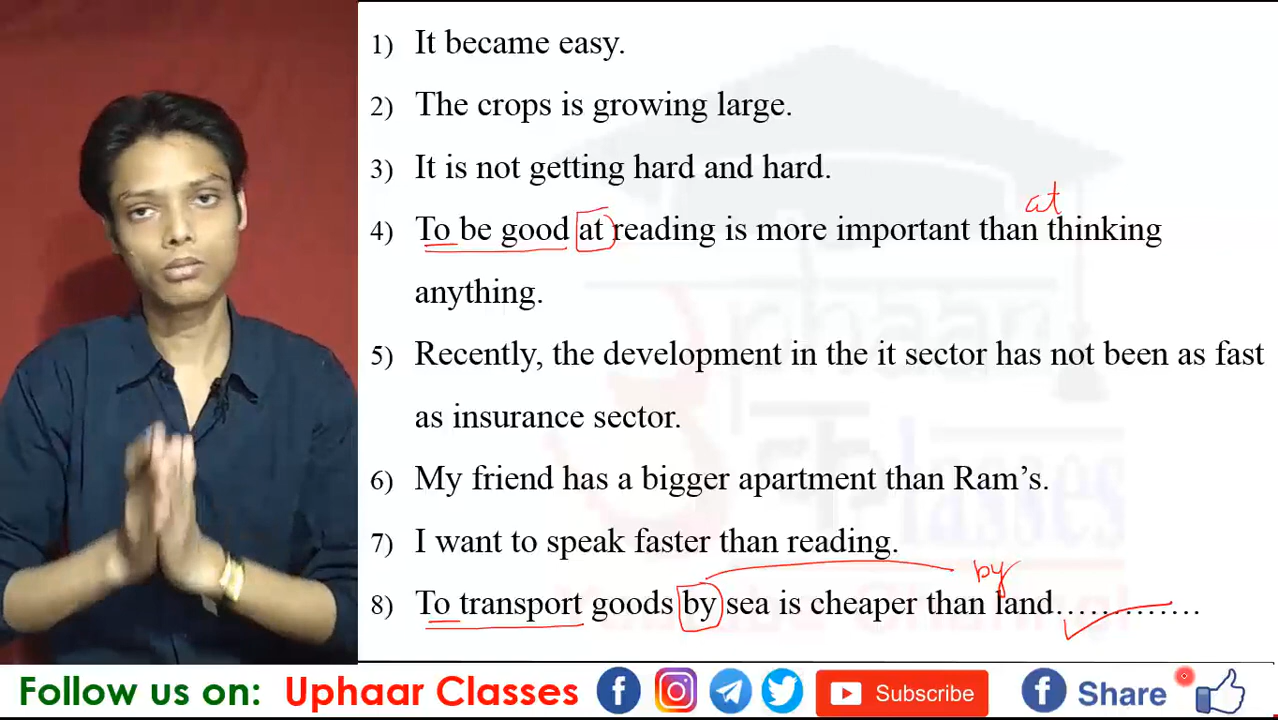 1) It became easy.
2) The crops is growing large.
3) It is not getting hard and hard.
at
4) To be good at reading is more important than thinking
anything.
5) Recently, the development in the it sector has not been as fast
as insurance sector.
6) My friend has a bigger apartment than Ram's.
7) I want to speak faster than reading.
by
8) To transport goods by sea is cheaper than land……………
Follow us on: Uphaar Classes Subscribe Share